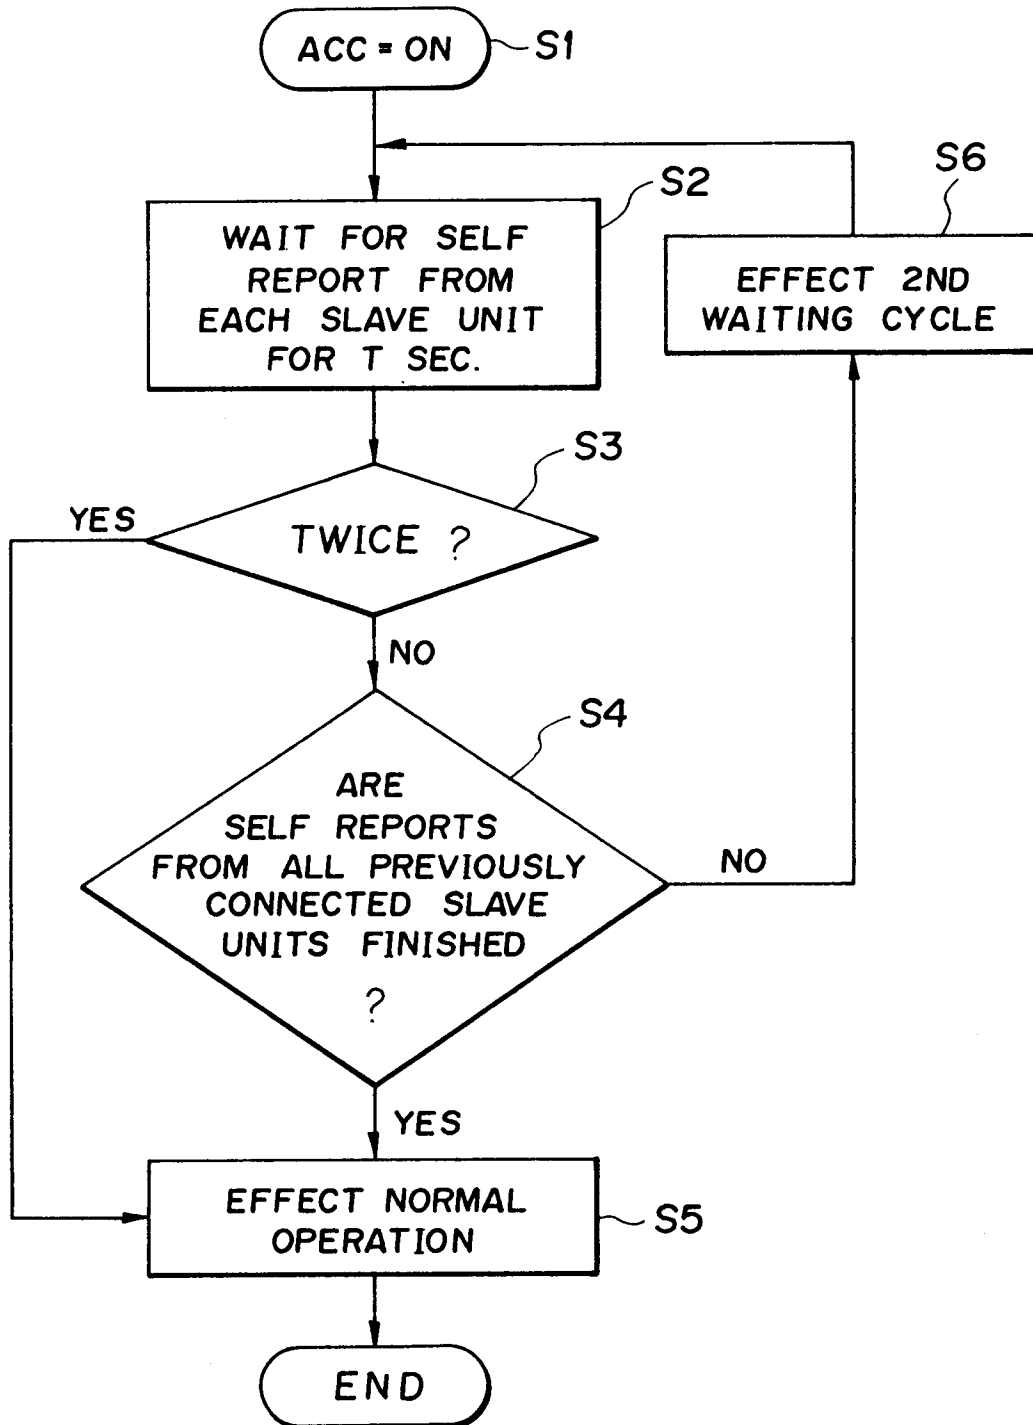 ACC = ON
S1
S6
S2
WAIT FOR SELF
REPORT FROM
EACH SLAVE UNIT
FOR T SEC.
EFFECT 2ND
WAITING CYCLE
S3
YES
TWICE ?
NO
S4
ARE
SELF REPORTS
FROM ALL PREVIOUSLY
CONNECTED SLAVE
UNITS FINISHED
?
NO
YES
EFFECT NORMAL
OPERATION
S5
END